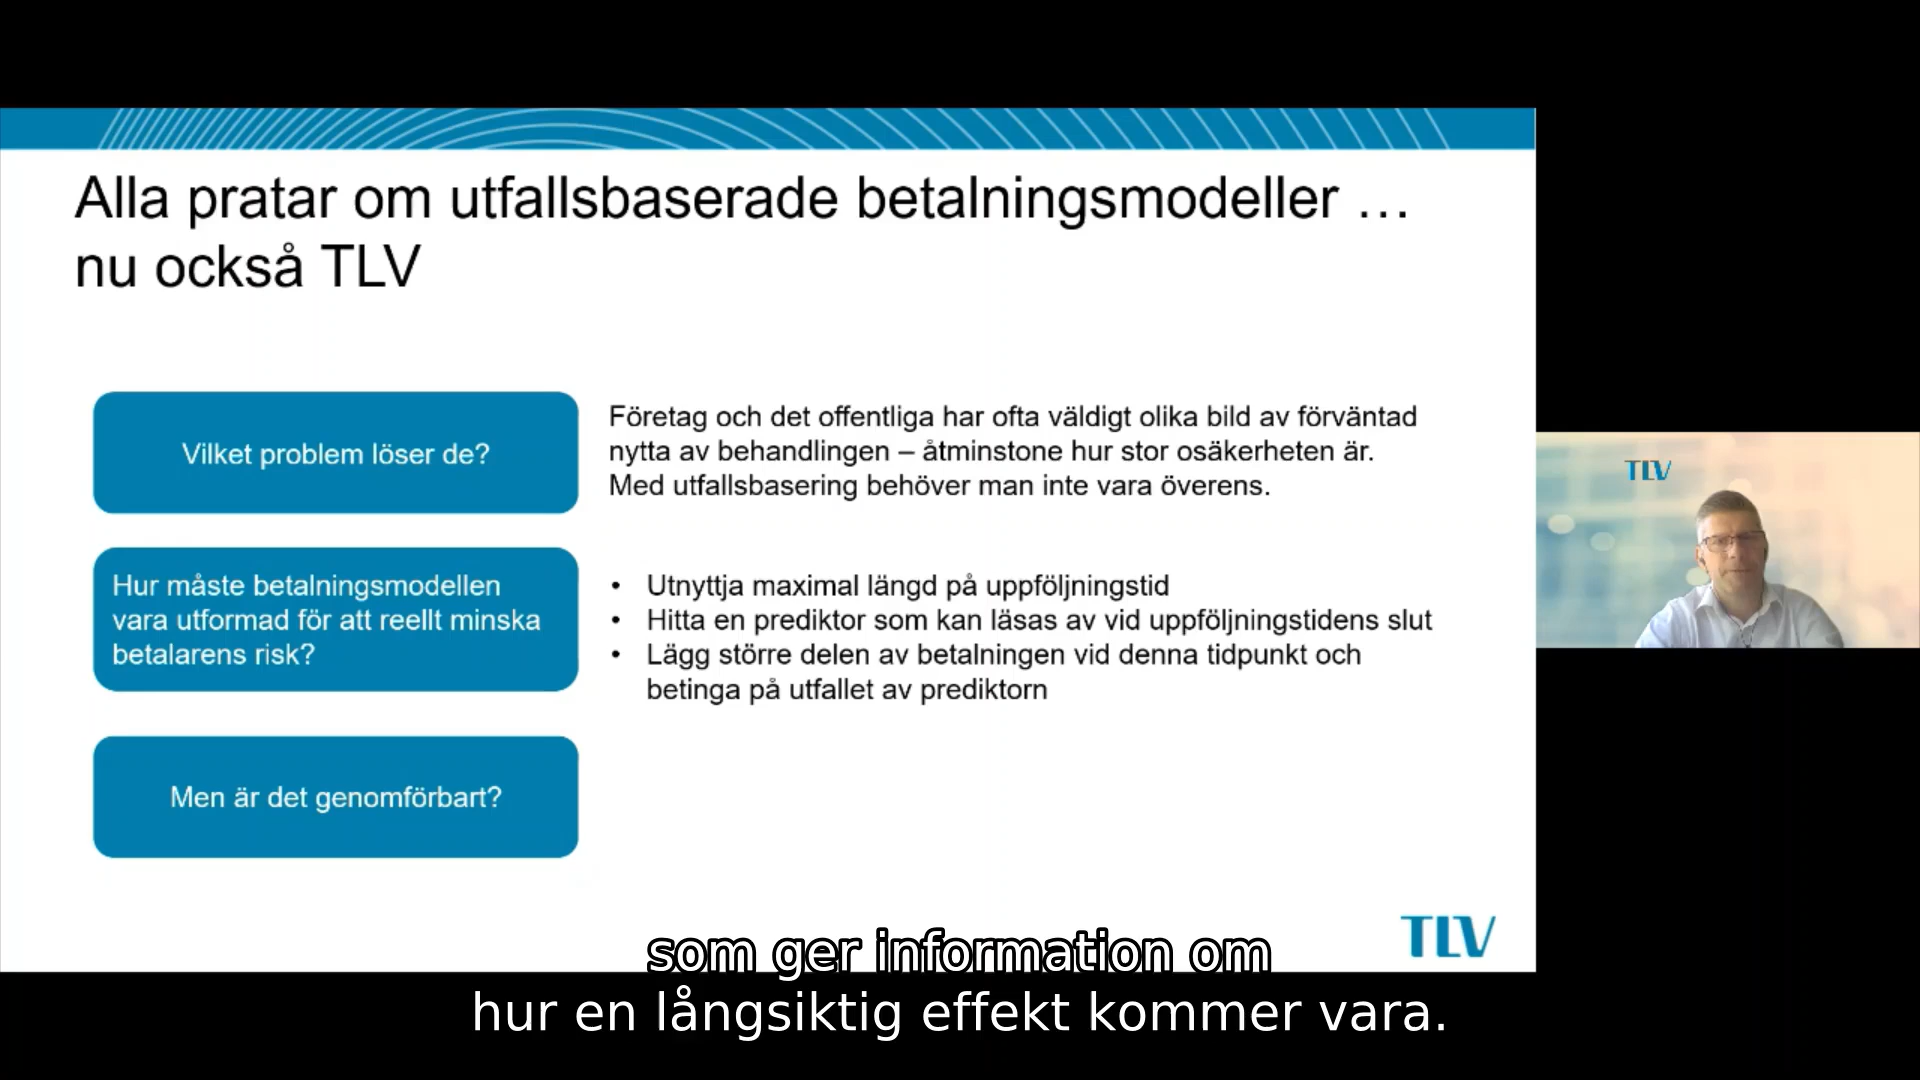 Alla pratar om utfallsbaserade betalningsmodeller …
nu också TLV
Vilket problem löser de?
Företag och det offentliga har ofta väldigt olika bild av förväntad
nytta av behandlingen – åtminstone hur stor osäkerheten är.
Med utfallsbasering behöver man inte vara överens.
Hur måste betalningsmodellen
vara utformad för att reellt minska
betalarens risk?
• Utnyttja maximal längd på uppföljningstid
• Hitta en prediktor som kan läsas av vid uppföljningstidens slut
• Lägg större delen av betalningen vid denna tidpunkt och
betinga på utfallet av prediktorn
Men är det genomförbart?
TLV
TLV
som ger information om
hur en långsiktig effekt kommer vara.